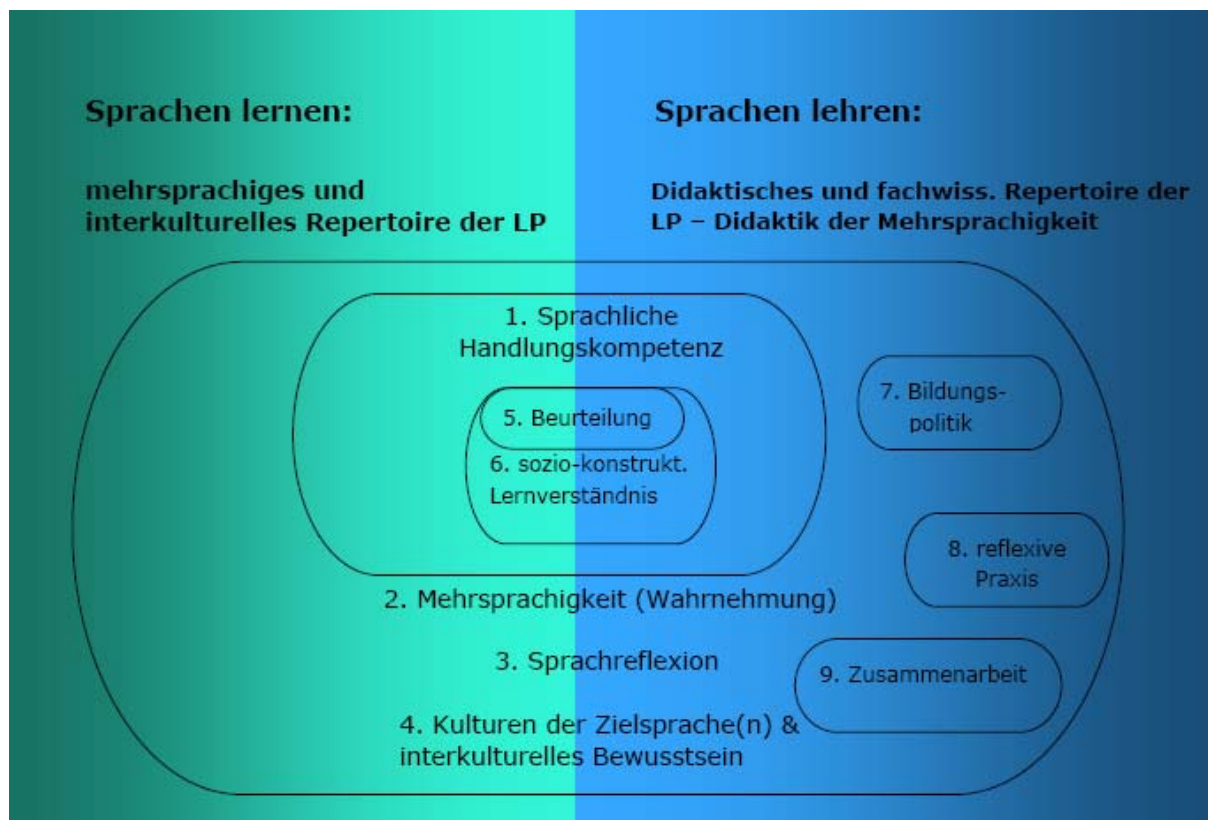 Sprachen lernen:
mehrsprachiges und
interkulturelles Repertoire der LP
Sprachen lehren:
Didaktisches und fachwiss. Repertoire der
LP – Didaktik der Mehrsprachigkeit
1. Sprachliche
Handlungskompetenz
5. Beurteilung
6. sozio-konstrukt.
Lernverständnis
2. Mehrsprachigkeit (Wahrnehmung)
3. Sprachreflexion
4. Kulturen der Zielsprache(n) &
interkulturelles Bewusstsein
7. Bildungs-
politik
8. reflexive
Praxis
9. Zusammenarbeit